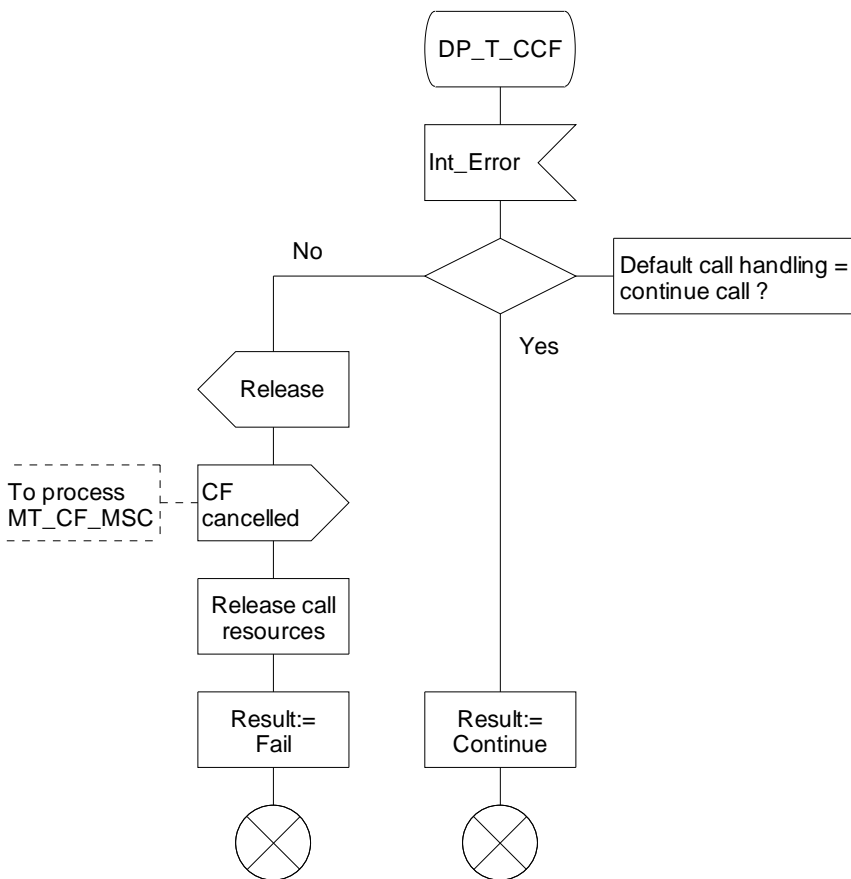 DP_T_CCF
Int_Error
No
Default call handling =
continue call ?
Yes
Release
To process
MT_CF_MSC
CF
cancelled
Release call
resources
Result:=
Fail
Result:=
Continue